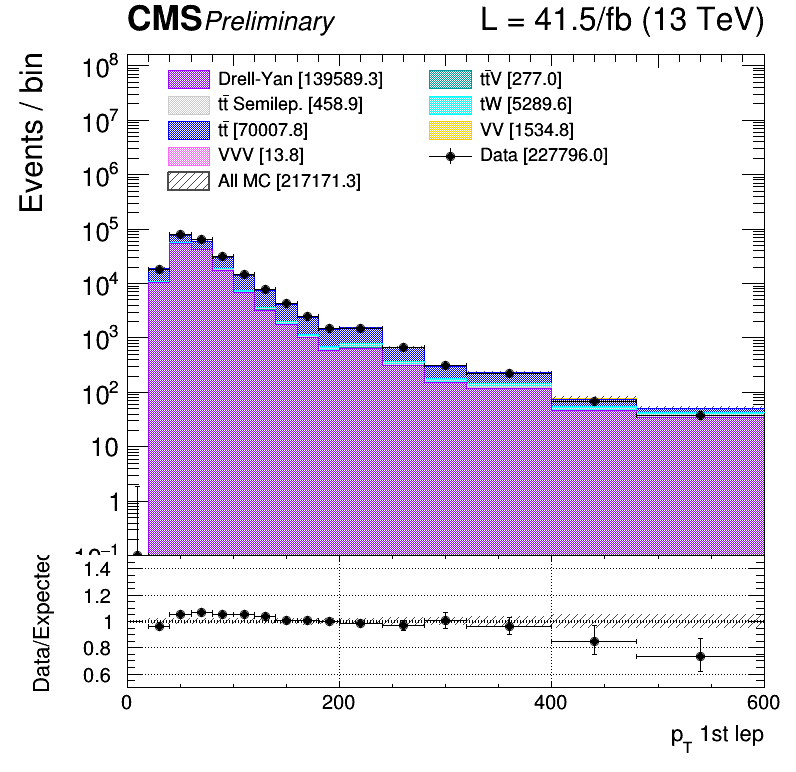 CMS Preliminary L = 41.5/fb (13 TeV)
Events / bin
Drell-Yan [139589.3]
tt̄ Semilep. [458.9]
tt̄ [70007.8]
VVV [13.8]
All MC [217171.3]
tt̄V [277.0]
tW [5289.6]
VV [1534.8]
Data [227796.0]
10⁸
10⁷
10⁶
10⁵
10⁴
10³
10²
10
1
10⁻¹
Data/Expected
1.4
1.2
1
0.8
0.6
0 200 400 600
p_T 1st lep